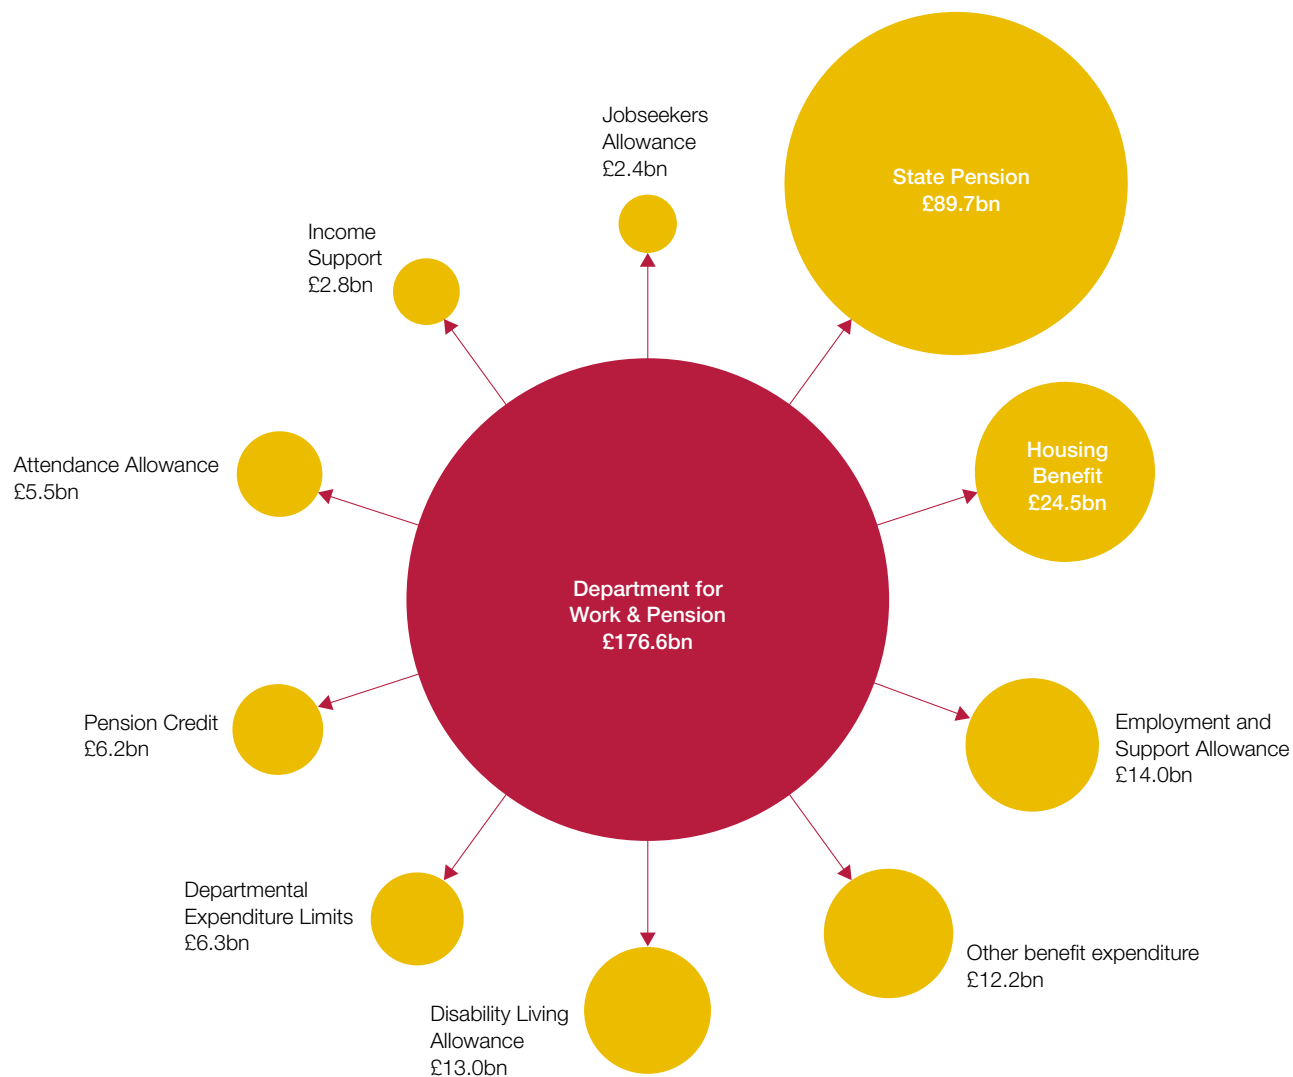 Jobseekers
Allowance
£2.4bn
State Pension
£89.7bn
Income
Support
£2.8bn
Housing
Benefit
£24.5bn
Attendance Allowance
£5.5bn
Department for
Work & Pension
£176.6bn
Pension Credit
£6.2bn
Employment and
Support Allowance
£14.0bn
Departmental
Expenditure Limits
£6.3bn
Other benefit expenditure
£12.2bn
Disability Living
Allowance
£13.0bn